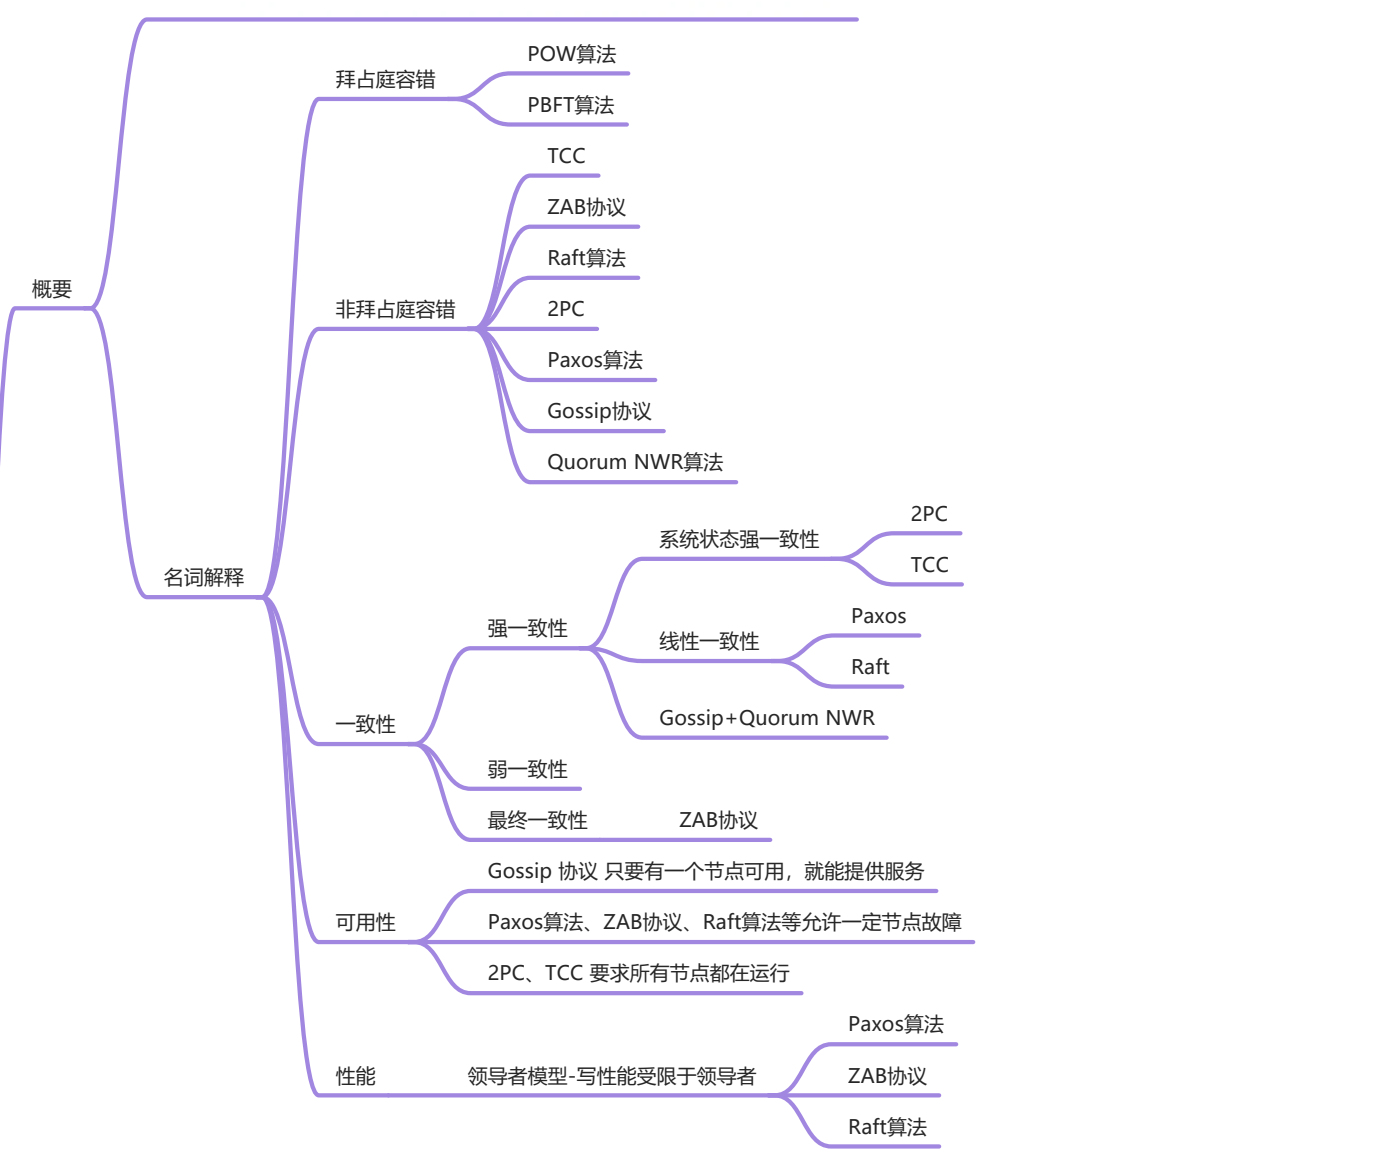 概要
名词解释
拜占庭容错
POW算法
PBFT算法
非拜占庭容错
TCC
ZAB协议
Raft算法
2PC
Paxos算法
Gossip协议
Quorum NWR算法
一致性
强一致性
系统状态强一致性
2PC
TCC
线性一致性
Paxos
Raft
Gossip+Quorum NWR
弱一致性
最终一致性
ZAB协议
可用性
Gossip 协议 只要有一个节点可用，就能提供服务
Paxos算法、ZAB协议、Raft算法等允许一定节点故障
2PC、TCC 要求所有节点都在运行
性能
领导者模型-写性能受限于领导者
Paxos算法
ZAB协议
Raft算法